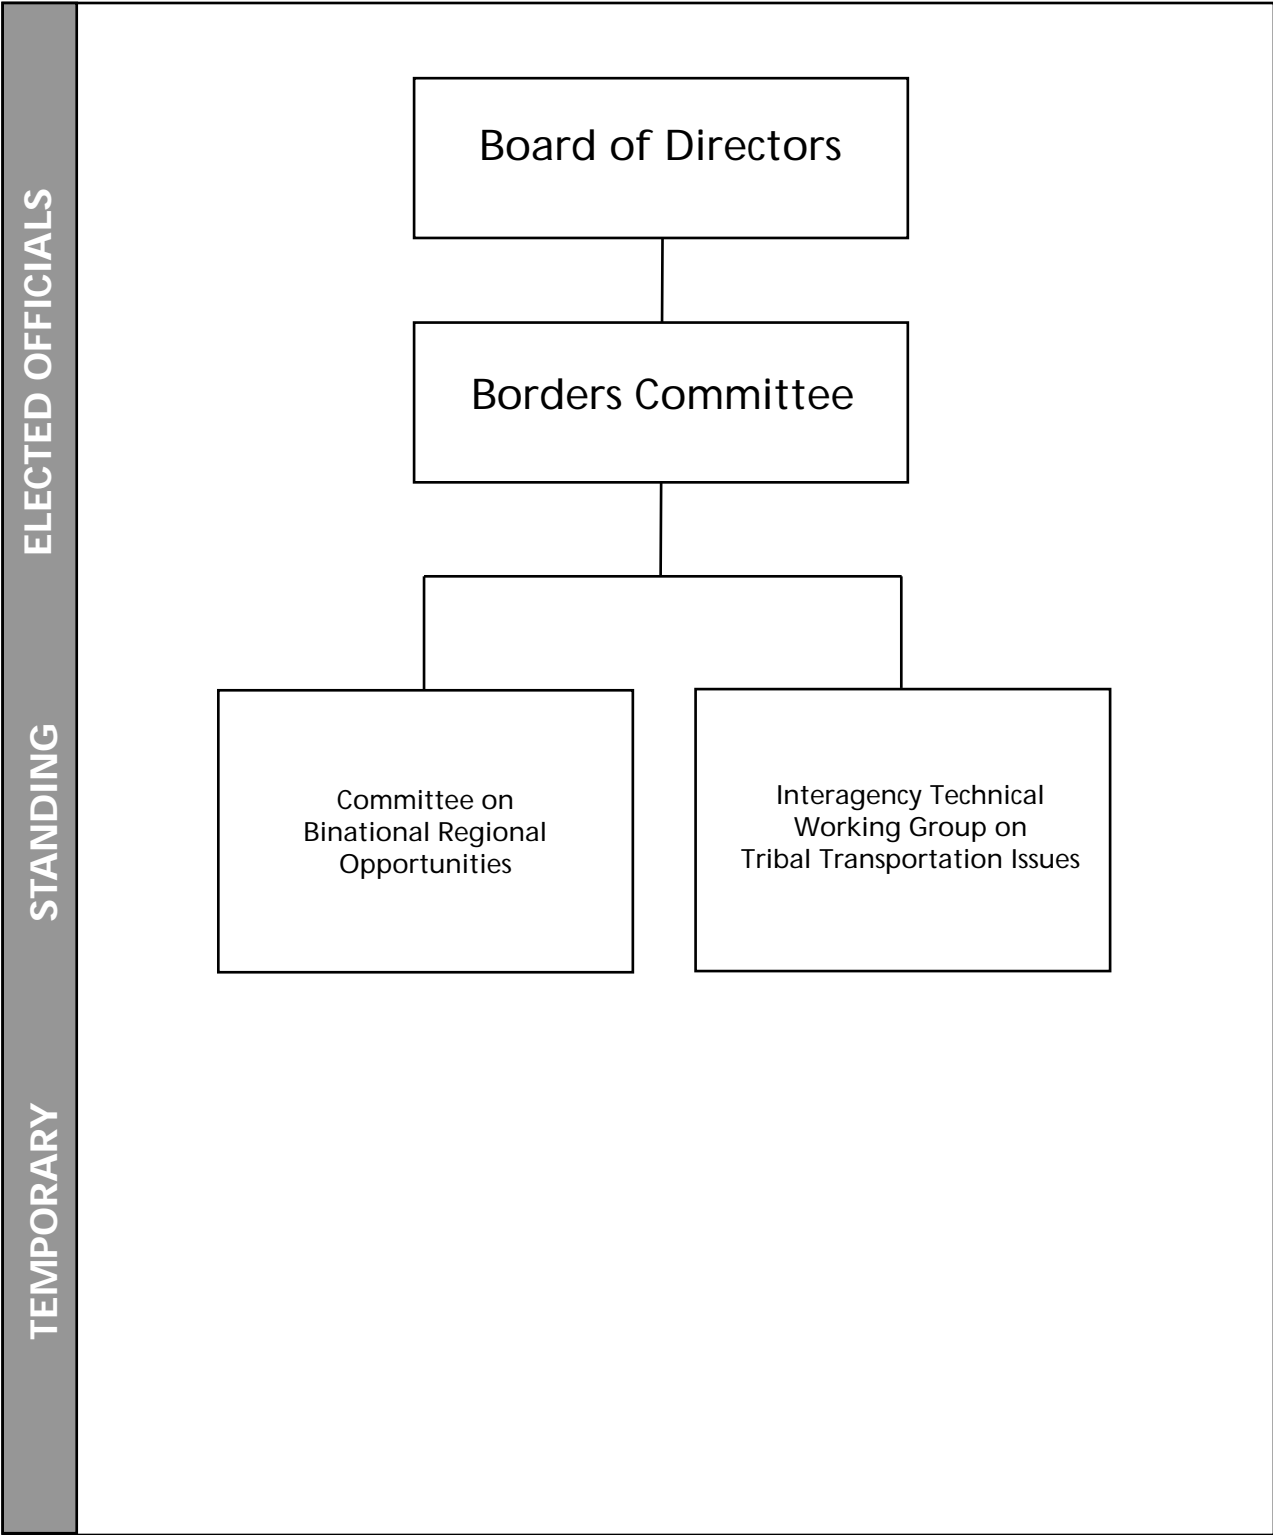 ELECTED OFFICIALS
Board of Directors
Borders Committee
STANDING
Committee on
Binational Regional
Opportunities
Interagency Technical
Working Group on
Tribal Transportation Issues
TEMPORARY